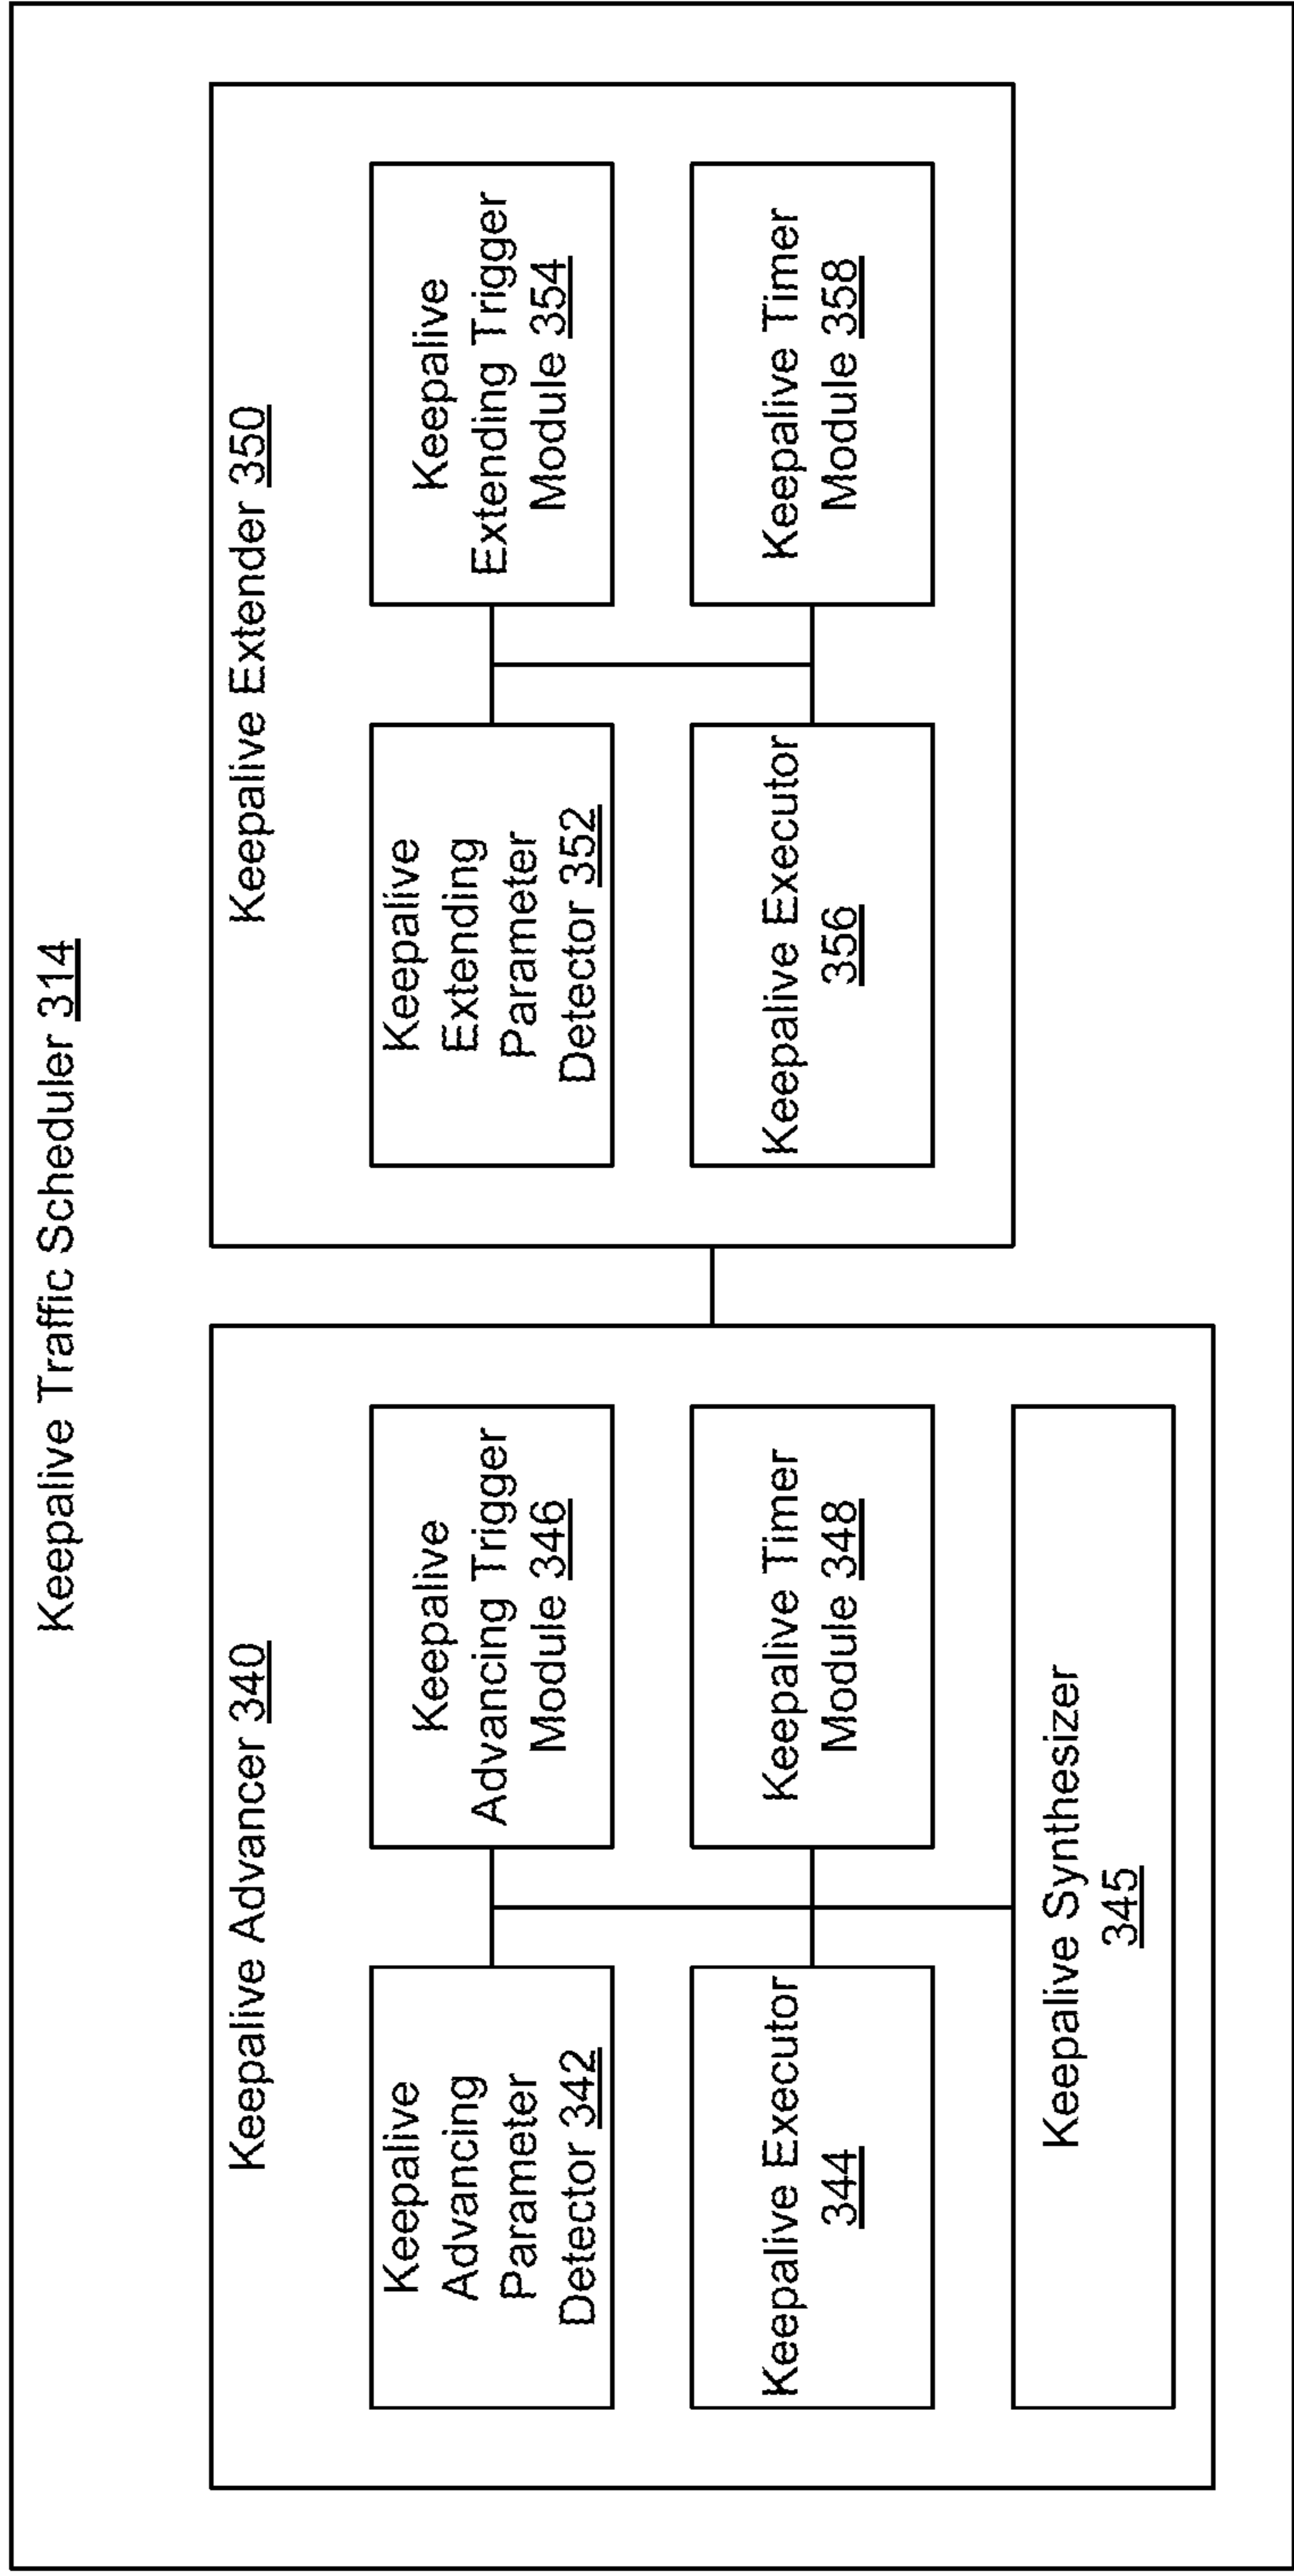 Keepalive Traffic Scheduler 314
Keepalive Advancer 340
Keepalive
Advancing
Parameter
Detector 342
Keepalive
Advancing Trigger
Module 346
Keepalive Executor
344
Keepalive Timer
Module 348
Keepalive Synthesizer
345
Keepalive Extender 350
Keepalive
Extending
Parameter
Detector 352
Keepalive
Extending Trigger
Module 354
Keepalive Executor
356
Keepalive Timer
Module 358